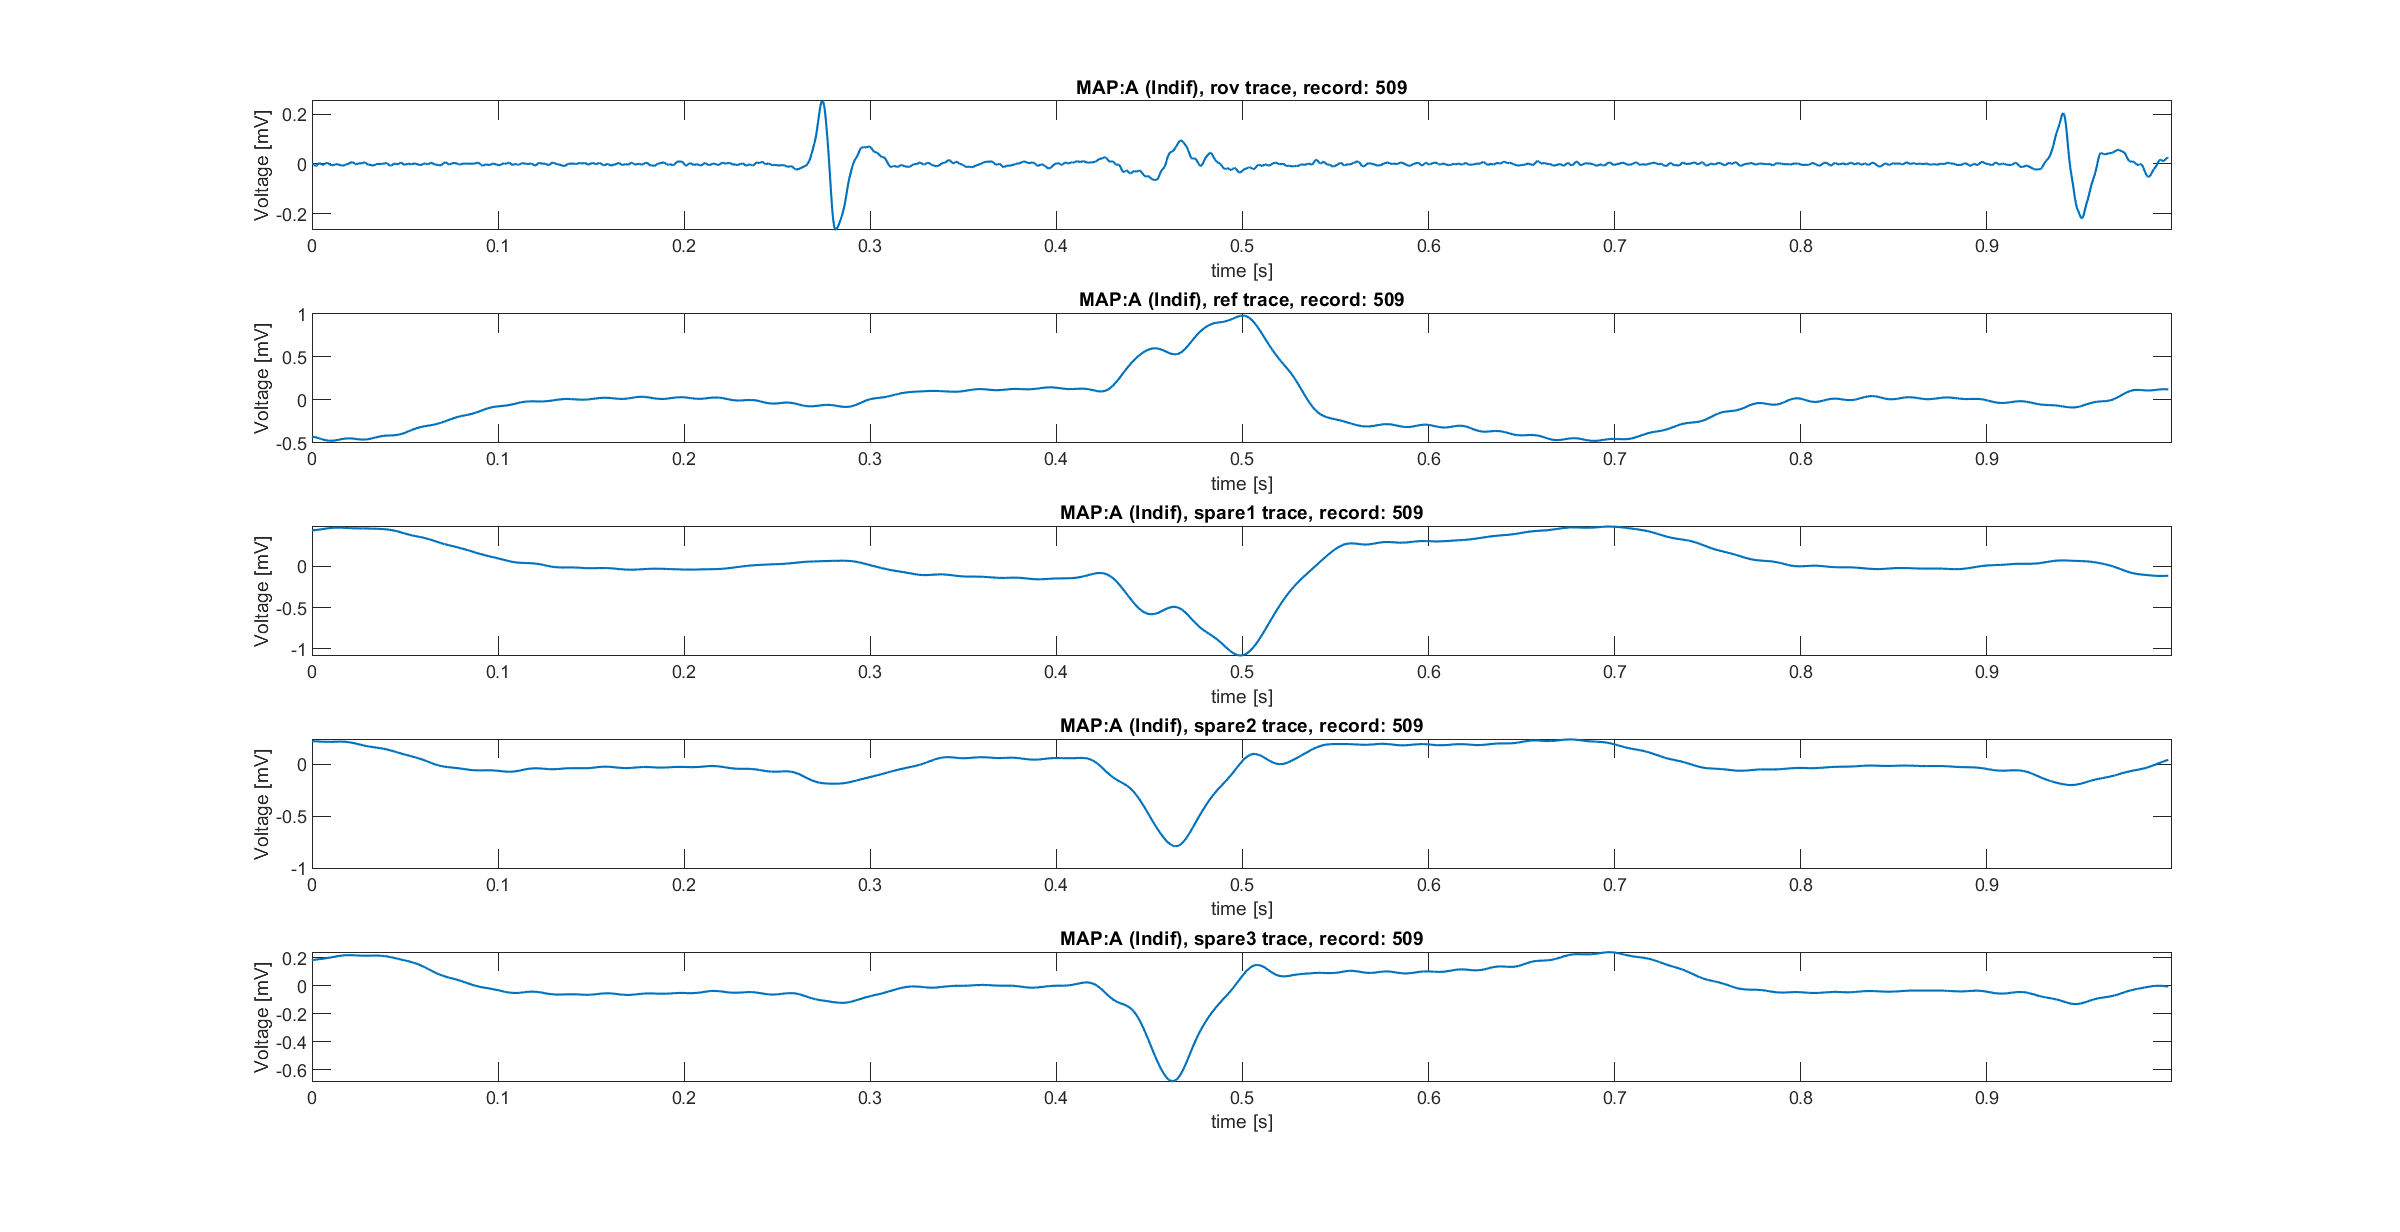 MAP:A (Indif), rov trace, record: 509
Voltage [mV]
0.2
0
-0.2
0 0.1 0.2 0.3 0.4 0.5 0.6 0.7 0.8 0.9
time [s]
MAP:A (Indif), ref trace, record: 509
Voltage [mV]
1
0.5
0
-0.5
0 0.1 0.2 0.3 0.4 0.5 0.6 0.7 0.8 0.9
time [s]
MAP:A (Indif), spare1 trace, record: 509
Voltage [mV]
0
-0.5
-1
0 0.1 0.2 0.3 0.4 0.5 0.6 0.7 0.8 0.9
time [s]
MAP:A (Indif), spare2 trace, record: 509
Voltage [mV]
0
-0.5
-1
0 0.1 0.2 0.3 0.4 0.5 0.6 0.7 0.8 0.9
time [s]
MAP:A (Indif), spare3 trace, record: 509
Voltage [mV]
0.2
0
-0.2
-0.4
-0.6
0 0.1 0.2 0.3 0.4 0.5 0.6 0.7 0.8 0.9
time [s]